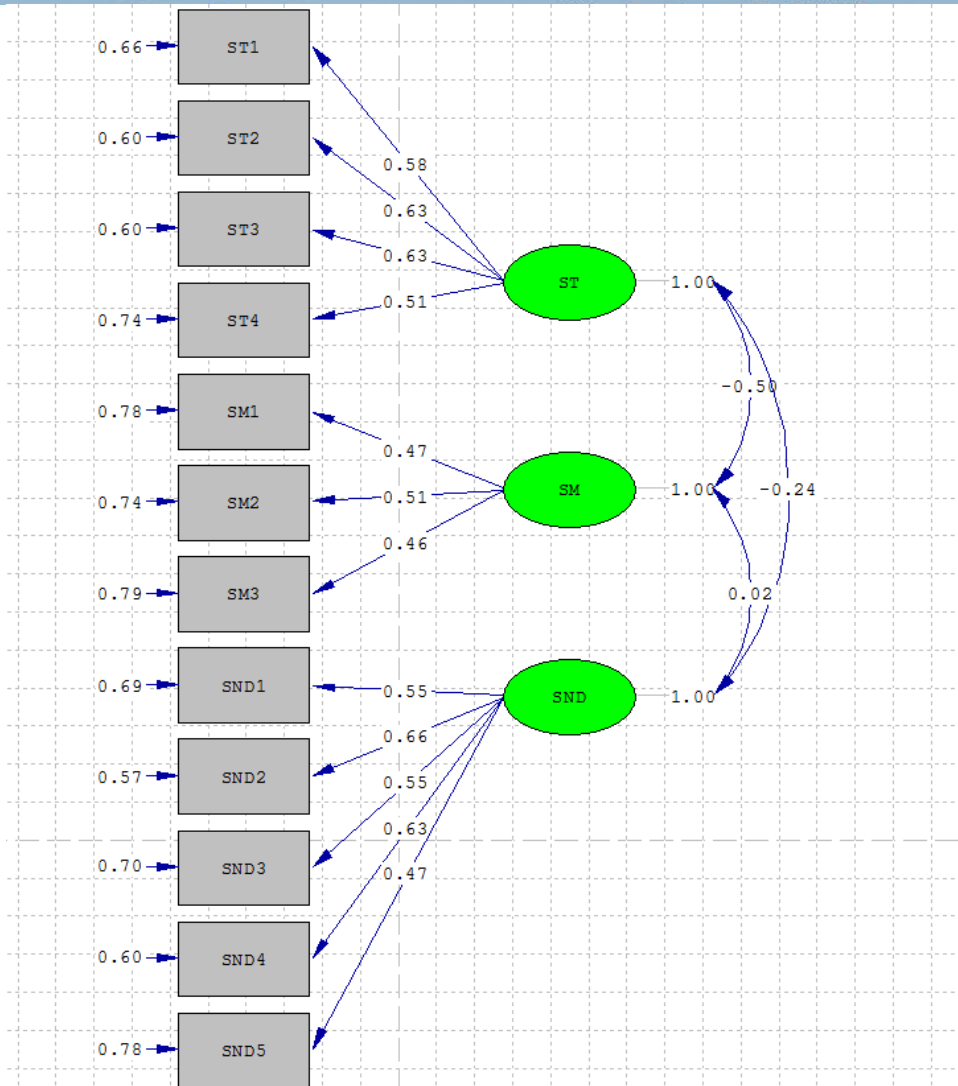 0.66 ST1
0.58
0.60 ST2
0.63
0.60 ST3
0.63
ST 1.00
0.51
0.74 ST4
-0.50
0.78 SM1
0.47
0.74 SM2
0.51
SM 1.00
-0.24
0.46
0.79 SM3
0.02
0.69 SND1
0.55
SND 1.00
0.66
0.57 SND2
0.55
0.63
0.70 SND3
0.47
0.60 SND4
0.78 SND5